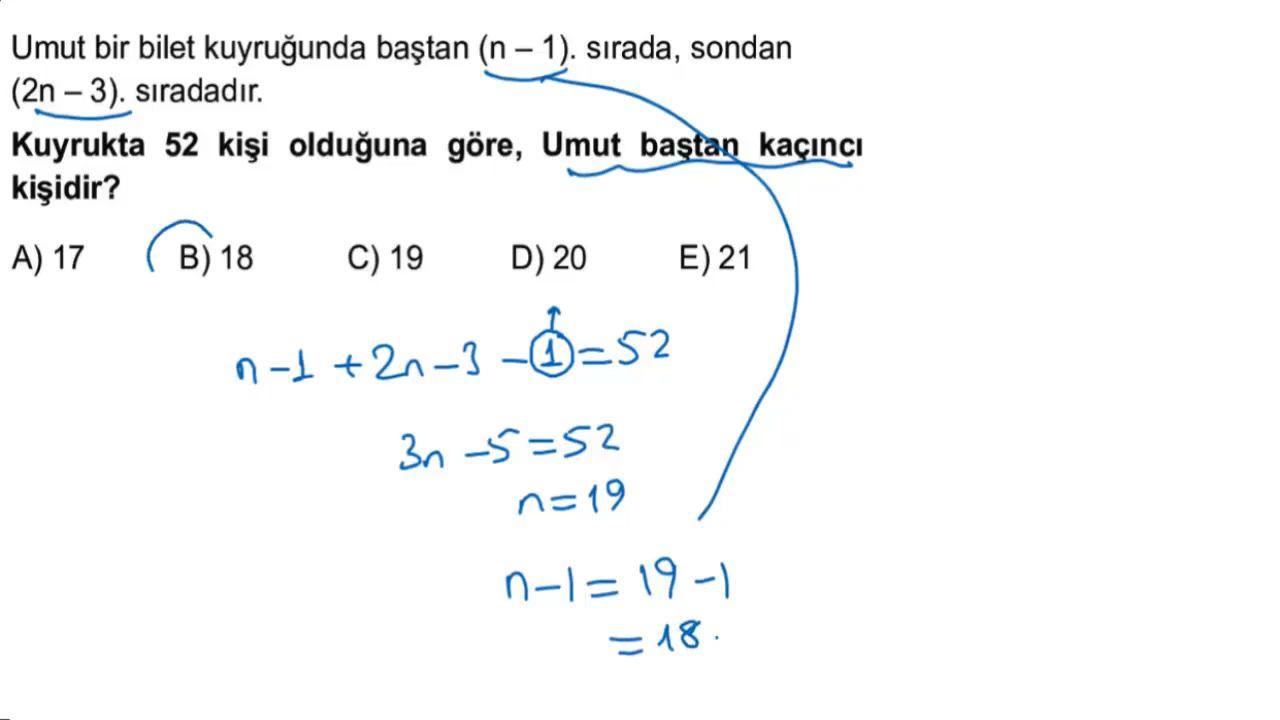 Umut bir bilet kuyruğunda baştan (n – 1). sırada, sondan
(2n – 3). sıradadır.
Kuyrukta 52 kişi olduğuna göre, Umut baştan kaçıncı
kişidir?
A) 17 B) 18 C) 19 D) 20 E) 21
n-1 +2n-3 -1=52
3n -5=52
n=19
n-1= 19-1
= 18.